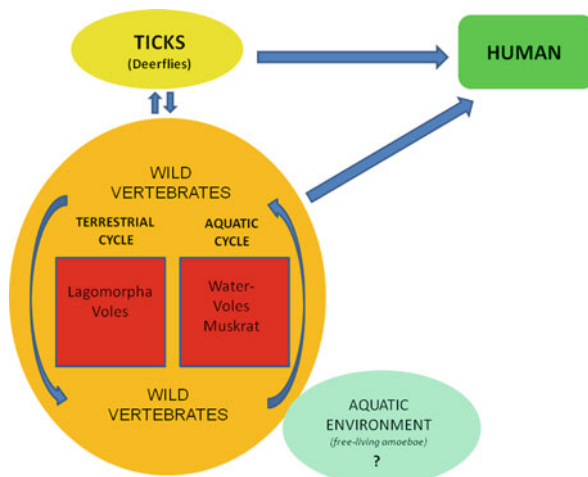 TICKS
(Deerflies)
HUMAN
WILD
VERTEBRATES
TERRESTRIAL
CYCLE
AQUATIC
CYCLE
Lagomorpha
Voles
Water-
Voles
Muskrat
WILD
VERTEBRATES
AQUATIC
ENVIRONMENT
(free-living amoebae)
?